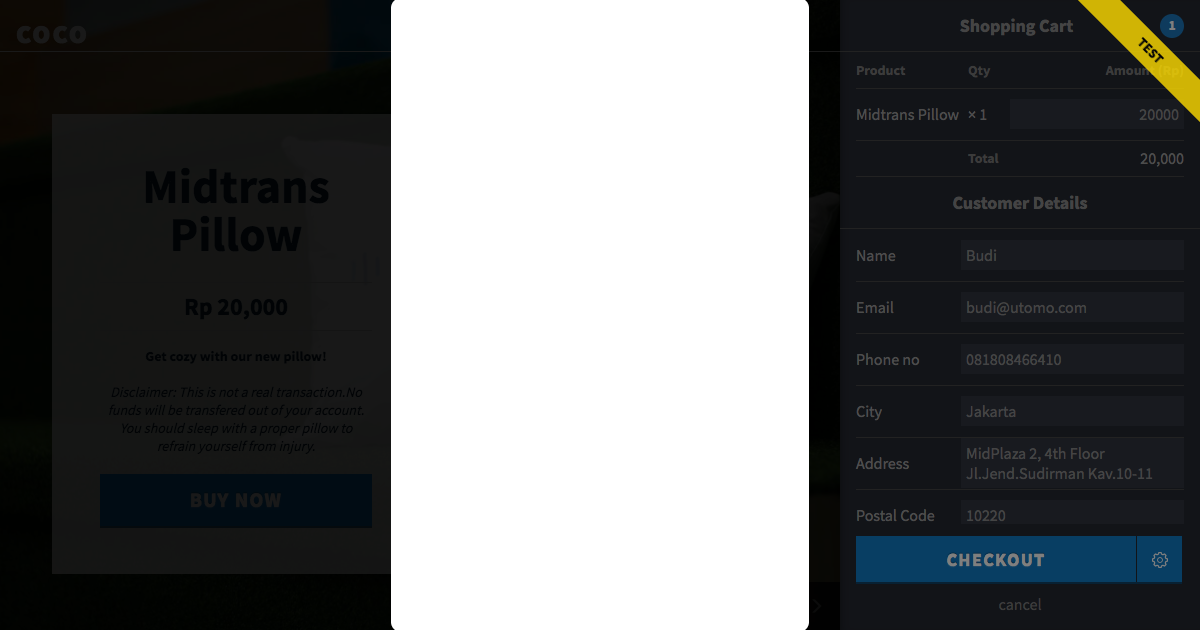 coco
Midtrans
Pillow
Rp 20,000
Get cozy with our new pillow!
Disclaimer: This is not a real transaction.No
funds will be transfered out of your account.
You should sleep with a proper pillow to
refrain yourself from injury.
BUY NOW
Shopping Cart 1
TEST
Product Qty Amount (Rp)
Midtrans Pillow × 1 20000
Total 20,000
Customer Details
Name Budi
Email budi@utomo.com
Phone no 081808466410
City Jakarta
Address MidPlaza 2, 4th Floor
Jl.Jend.Sudirman Kav.10-11
Postal Code 10220
CHECKOUT
cancel